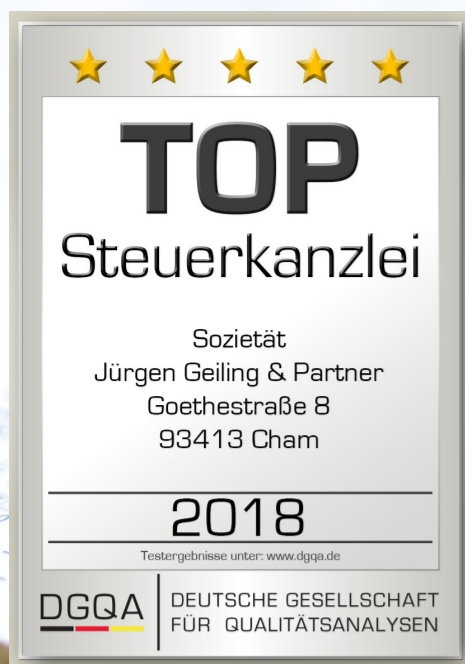 TOP
Steuerkanzlei
Sozietät
Jürgen Geiling & Partner
Goethestraße 8
93413 Cham
2018
Testergebnisse unter: www.dgqa.de
DGQA
DEUTSCHE GESELLSCHAFT
FÜR QUALITÄTSANALYSEN